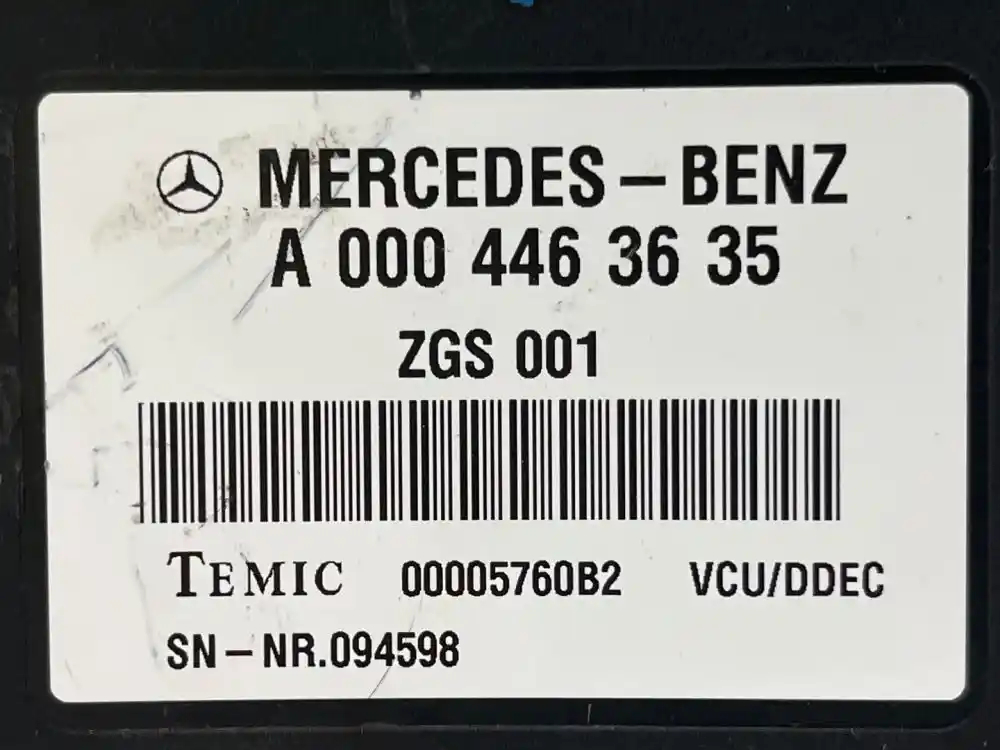 MERCEDES-BENZ
A 000 446 36 35
ZGS 001
TEMIC 00005760B2 VCU/DDEC
SN-NR.094598